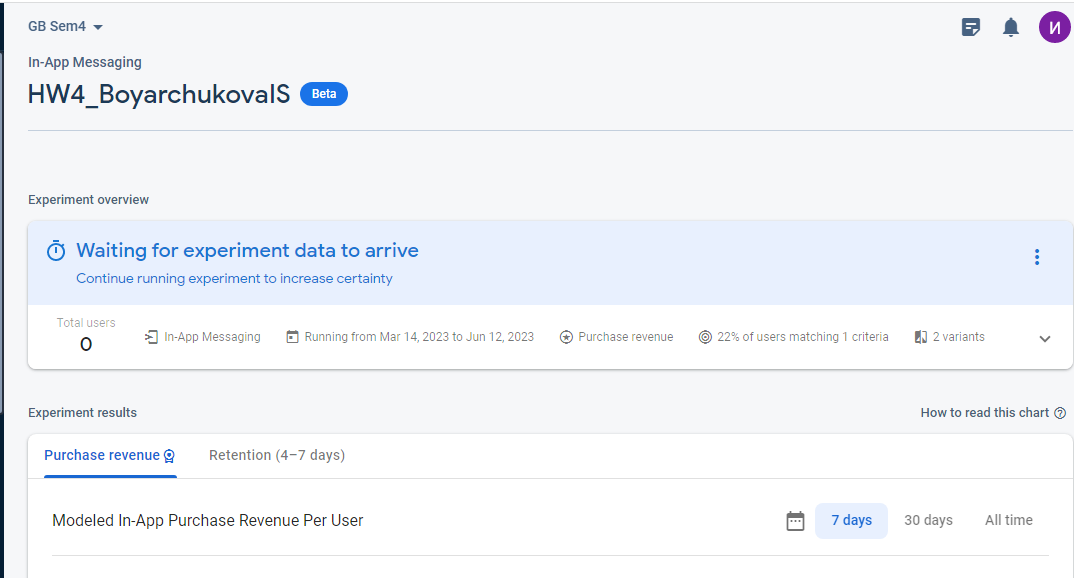 GB Sem4
И
In-App Messaging
HW4_BoyarchukovaIS Beta
Experiment overview
Waiting for experiment data to arrive
Continue running experiment to increase certainty
Total users
0
In-App Messaging Running from Mar 14, 2023 to Jun 12, 2023 Purchase revenue 22% of users matching 1 criteria 2 variants
Experiment results How to read this chart
Purchase revenue Retention (4–7 days)
Modeled In-App Purchase Revenue Per User 7 days 30 days All time